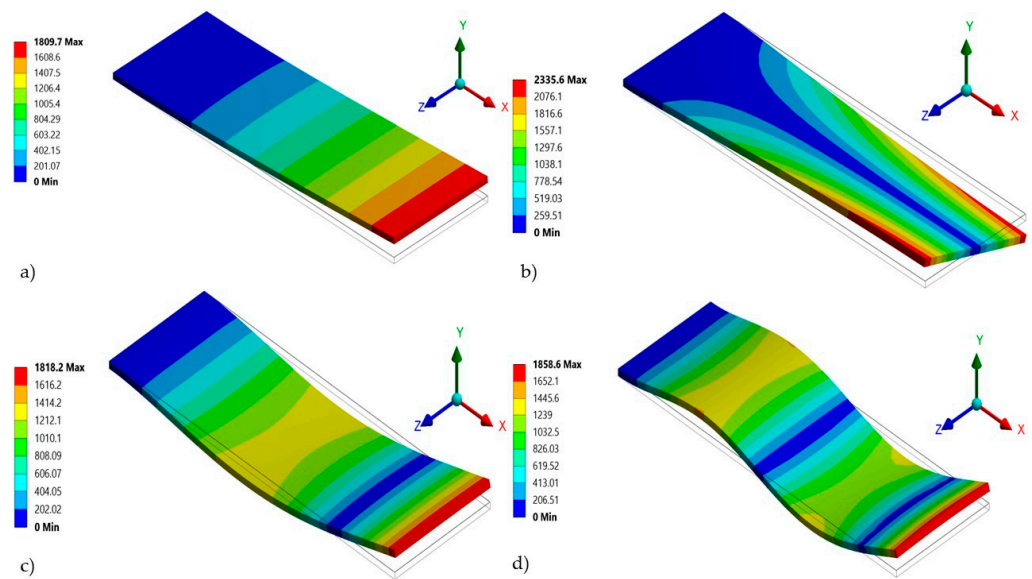 1809.7 Max
1608.6
1407.5
1206.4
1005.4
804.29
603.22
402.15
201.07
0 Min
Y
Z
X
a)
2335.6 Max
2076.1
1816.6
1557.1
1297.6
1038.1
778.54
519.03
259.51
0 Min
Y
Z
X
b)
1818.2 Max
1616.2
1414.2
1212.1
1010.1
808.09
606.07
404.05
202.02
0 Min
Y
Z
X
c)
1858.6 Max
1652.1
1445.6
1239
1032.5
826.03
619.52
413.01
206.51
0 Min
Y
Z
X
d)